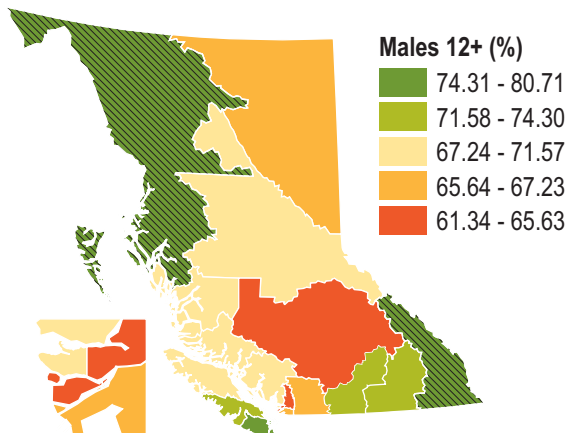 Males 12+ (%)
74.31 - 80.71
71.58 - 74.30
67.24 - 71.57
65.64 - 67.23
61.34 - 65.63